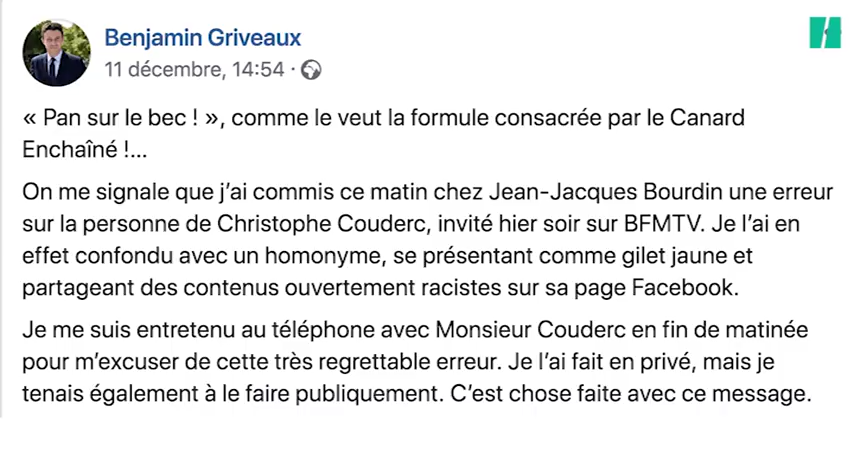 Benjamin Griveaux
11 décembre, 14:54 ·
« Pan sur le bec ! », comme le veut la formule consacrée par le Canard
Enchaîné !...
On me signale que j’ai commis ce matin chez Jean-Jacques Bourdin une erreur
sur la personne de Christophe Couderc, invité hier soir sur BFMTV. Je l’ai en
effet confondu avec un homonyme, se présentant comme gilet jaune et
partageant des contenus ouvertement racistes sur sa page Facebook.
Je me suis entretenu au téléphone avec Monsieur Couderc en fin de matinée
pour m’excuser de cette très regrettable erreur. Je l’ai fait en privé, mais je
tenais également à le faire publiquement. C’est chose faite avec ce message.